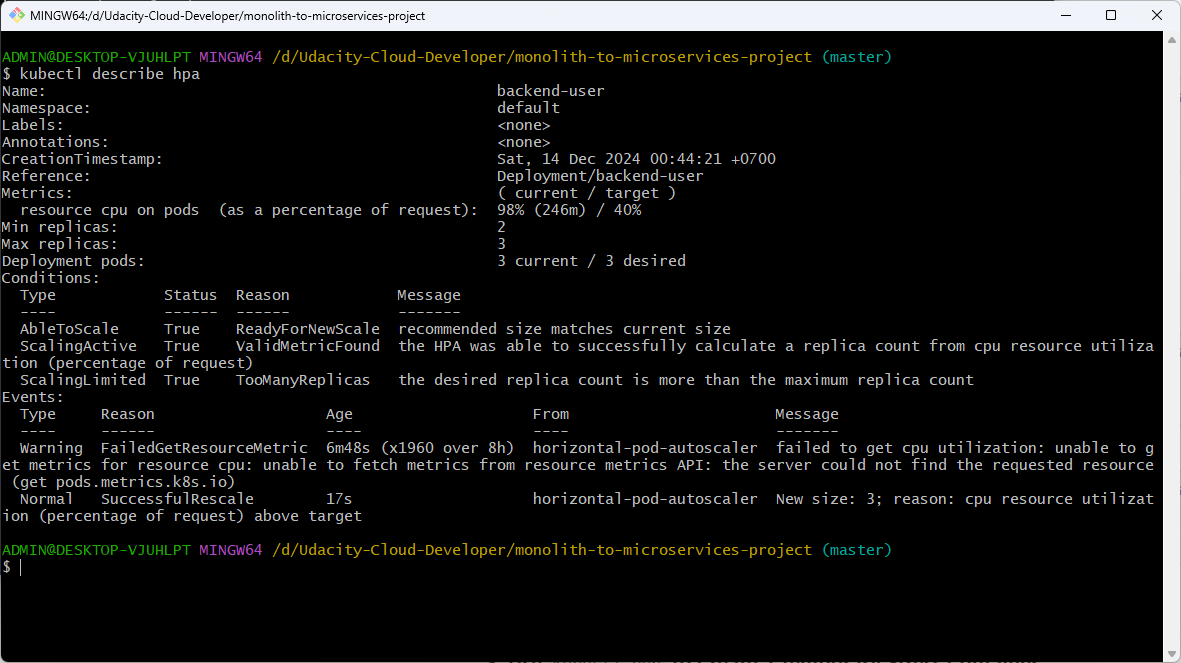 MINGW64:/d/Udacity-Cloud-Developer/monolith-to-microservices-project
ADMIN@DESKTOP-VJUHLPT MINGW64 /d/Udacity-Cloud-Developer/monolith-to-microservices-project (master)
$ kubectl describe hpa
Name: backend-user
Namespace: default
Labels: <none>
Annotations: <none>
CreationTimestamp: Sat, 14 Dec 2024 00:44:21 +0700
Reference: Deployment/backend-user
Metrics: ( current / target )
resource cpu on pods (as a percentage of request): 98% (246m) / 40%
Min replicas: 2
Max replicas: 3
Deployment pods: 3 current / 3 desired
Conditions:
Type Status Reason Message
---- ------ ------ -------
AbleToScale True ReadyForNewScale recommended size matches current size
ScalingActive True ValidMetricFound the HPA was able to successfully calculate a replica count from cpu resource utiliza
tion (percentage of request)
ScalingLimited True TooManyReplicas the desired replica count is more than the maximum replica count
Events:
Type Reason Age From Message
---- ------ ---- ---- -------
Warning FailedGetResourceMetric 6m48s (x1960 over 8h) horizontal-pod-autoscaler failed to get cpu utilization: unable to g
et metrics for resource cpu: unable to fetch metrics from resource metrics API: the server could not find the requested resource
(get pods.metrics.k8s.io)
Normal SuccessfulRescale 17s horizontal-pod-autoscaler New size: 3; reason: cpu resource utilizat
ion (percentage of request) above target
ADMIN@DESKTOP-VJUHLPT MINGW64 /d/Udacity-Cloud-Developer/monolith-to-microservices-project (master)
$